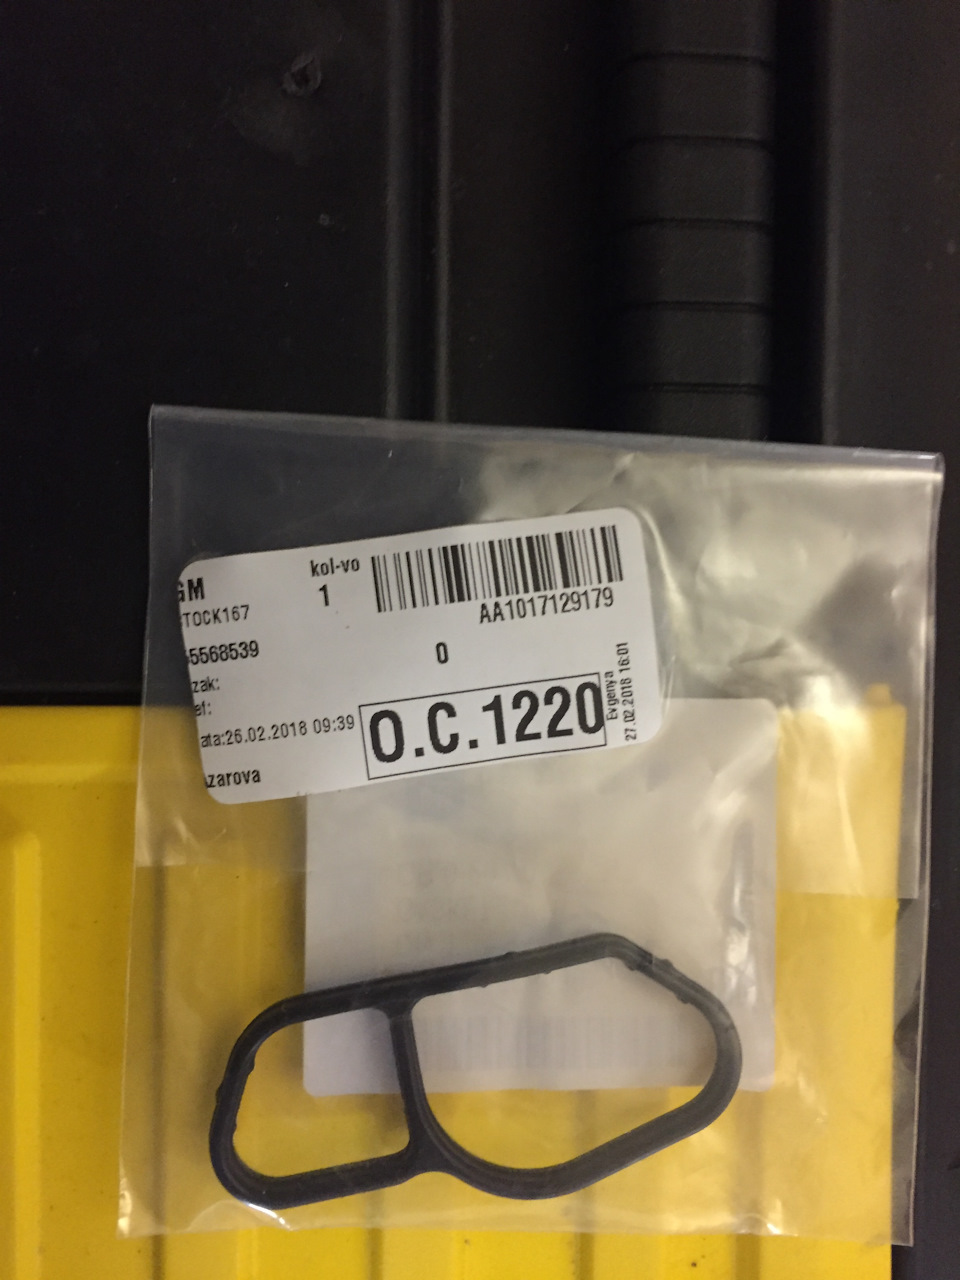 GM
kol-vo
1
AA1017129179
TOCK167
5568539
0
zak:
ef:
ata:26.02.2018 09:39
O.C.1220
Evgenya
27.02.2018 16:01
zarova